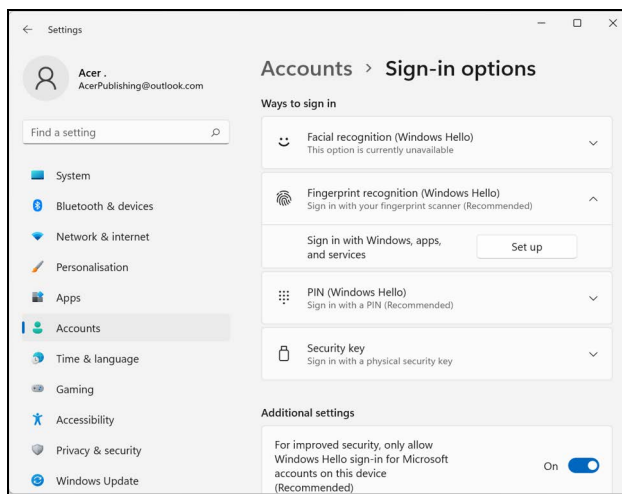 Settings
Acer .
AcerPublishing@outlook.com
Find a setting
System
Bluetooth & devices
Network & internet
Personalisation
Apps
Accounts
Time & language
Gaming
Accessibility
Privacy & security
Windows Update
Accounts > Sign-in options
Ways to sign in
Facial recognition (Windows Hello)
This option is currently unavailable
Fingerprint recognition (Windows Hello)
Sign in with your fingerprint scanner (Recommended)
Sign in with Windows, apps,
and services
Set up
PIN (Windows Hello)
Sign in with a PIN (Recommended)
Security key
Sign in with a physical security key
Additional settings
For improved security, only allow
Windows Hello sign-in for Microsoft
accounts on this device
(Recommended)
On